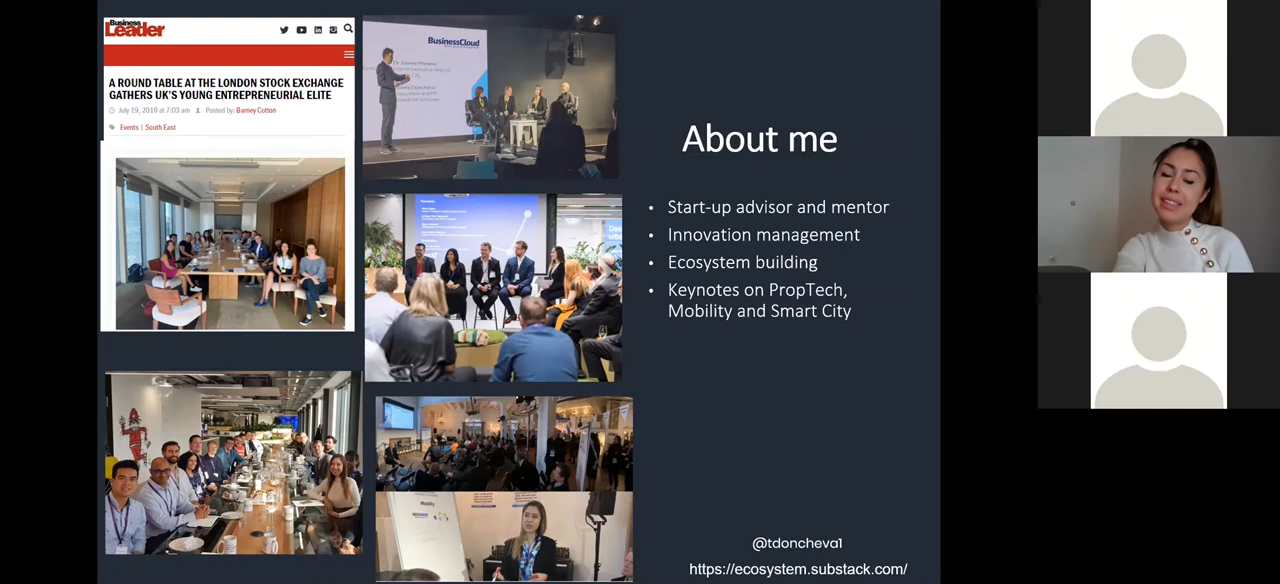 Business
Leader
A ROUND TABLE AT THE LONDON STOCK EXCHANGE
GATHERS UK'S YOUNG ENTREPRENEURIAL ELITE
July 19, 2019 at 7:03 am Posted by: Barney Cotton
Events | South East
BusinessCloud
About me
• Start-up advisor and mentor
• Innovation management
• Ecosystem building
• Keynotes on PropTech,
Mobility and Smart City
Mobility
@tdoncheva1
https://ecosystem.substack.com/